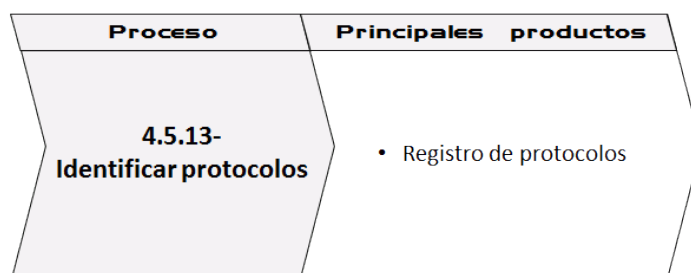 Proceso
Principales productos
4.5.13-
Identificar protocolos
• Registro de protocolos